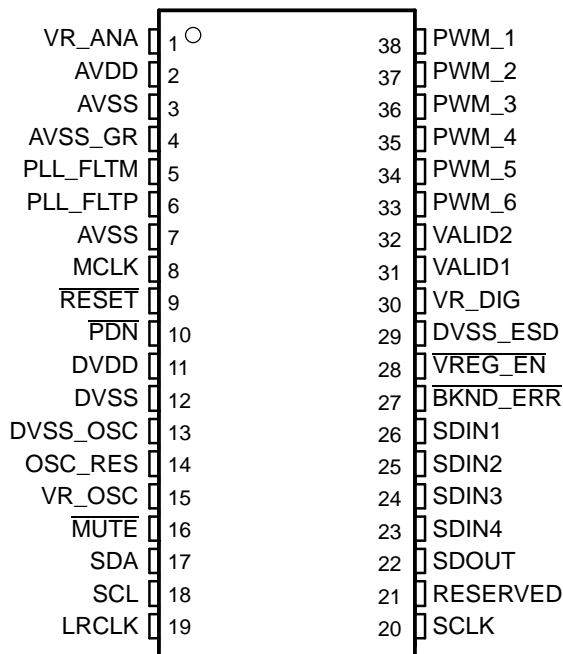 VR_ANA 1 38 PWM_1
AVDD 2 37 PWM_2
AVSS 3 36 PWM_3
AVSS_GR 4 35 PWM_4
PLL_FLTM 5 34 PWM_5
PLL_FLTP 6 33 PWM_6
AVSS 7 32 VALID2
MCLK 8 31 VALID1
RESET 9 30 VR_DIG
PDN 10 29 DVSS_ESD
DVDD 11 28 VREG_EN
DVSS 12 27 BKND_ERR
DVSS_OSC 13 26 SDIN1
OSC_RES 14 25 SDIN2
VR_OSC 15 24 SDIN3
MUTE 16 23 SDIN4
SDA 17 22 SDOUT
SCL 18 21 RESERVED
LRCLK 19 20 SCLK